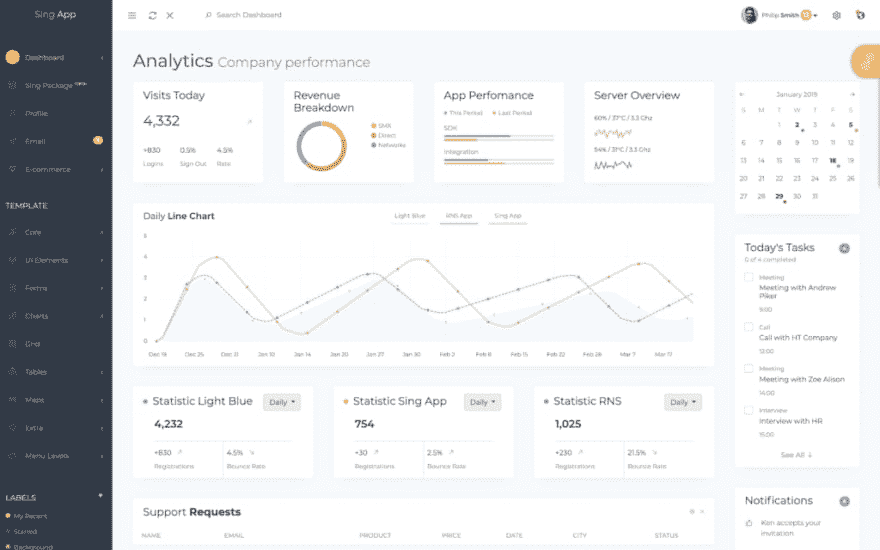 Sing App
Search Dashboard
Philip Smith
Dashboard
Sing Package
Profile
Email
E-commerce
TEMPLATE
Core
UI Elements
Forms
Charts
Grid
Tables
Maps
Extra
Menu Levels
LABELS
My Recent
Starred
Background
Analytics Company performance
Visits Today
4,332
+830 0.5% 4.5%
Logins Sign Out Rate
Revenue
Breakdown
SMX
Direct
Networks
App Perfomance
This Period Last Period
SDK
Integration
Server Overview
60% / 37°C / 3.3 Ghz
54% / 31°C / 3.3 Ghz
January 2019
S M T W T F S
1 2 3 4 5
6 7 8 9 10 11 12
13 14 15 16 17 18 19
20 21 22 23 24 25 26
27 28 29 30 31
Daily Line Chart
Light Blue RNS App Sing App
5
4
3
2
1
0
Dec 19 Dec 25 Dec 31 Jan 10 Jan 14 Jan 20 Jan 27 Jan 30 Feb 2 Feb 8 Feb 15 Feb 22 Feb 28 Mar 7 Mar 17
Today's Tasks
0 of 4 completed
Meeting
Meeting with Andrew
Piker
9:00
Call
Call with HT Company
12:00
Meeting
Meeting with Zoe Alison
14:00
Interview
Interview with HR
15:00
See All ↓
Statistic Light Blue Daily
4,232
+830 4.5%
Registrations Bounce Rate
Statistic Sing App Daily
754
+30 2.5%
Registrations Bounce Rate
Statistic RNS Daily
1,025
+230 21.5%
Registrations Bounce Rate
Support Requests
NAME EMAIL PRODUCT PRICE DATE CITY STATUS
Notifications
Ken accepts your
invitation